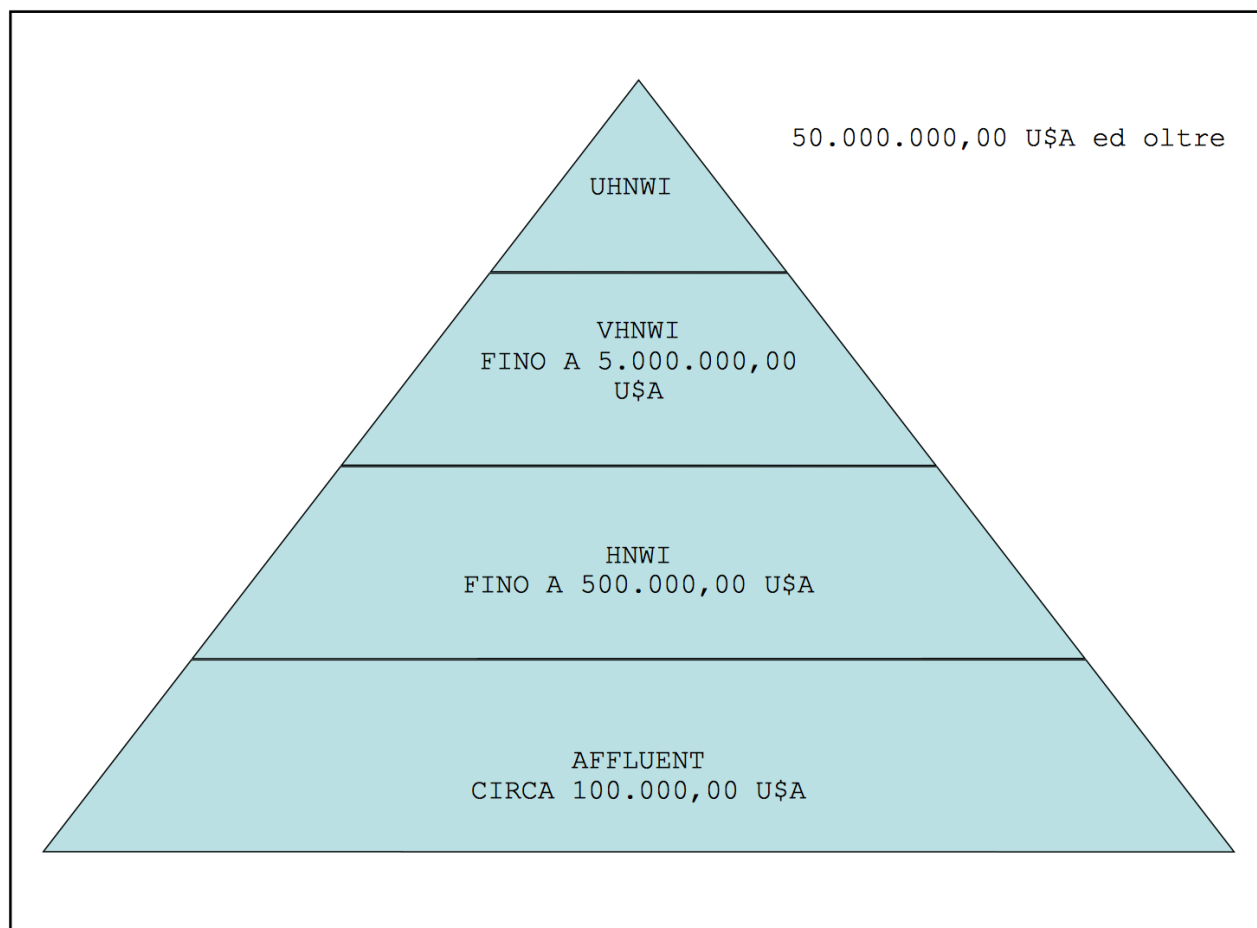 50.000.000,00 U$A ed oltre
UHNWI
VHNWI
FINO A 5.000.000,00
U$A
HNWI
FINO A 500.000,00 U$A
AFFLUENT
CIRCA 100.000,00 U$A